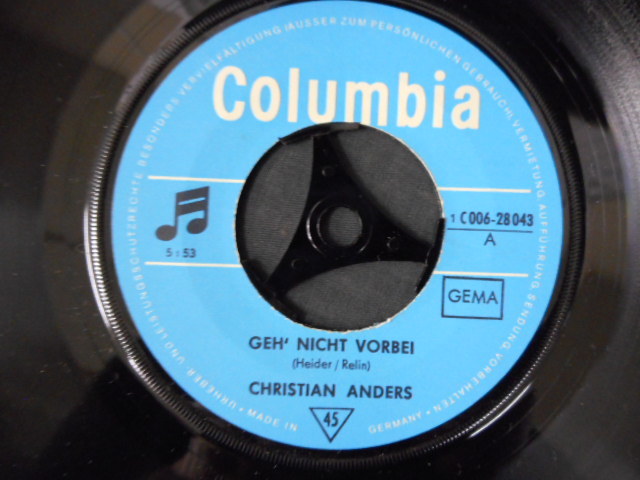 URHEBER UND LEISTUNGSSCHUTZRECHTE BESONDERS VERVIELFÄLTIGUNG (AUSSER ZUM PERSÖNLICHEN GEBRAUCH), VERMIETUNG, AUFFÜHRUNG, SENDUNG, VORBEHALTEN •
Columbia
5:53
1 C 006-28 043
A
GEMA
GEH' NICHT VORBEI
(Heider / Relin)
CHRISTIAN ANDERS
45
• MADE IN GERMANY •